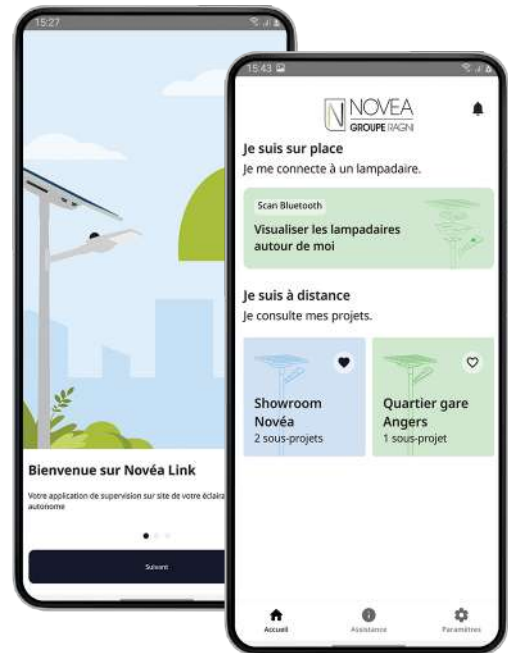 15:27
Bienvenue sur Novéa Link
Votre application de supervision sur site de votre
autonome
Suivant
15:43
NOVEA
GROUPE RAGNI
Je suis sur place
Je me connecte à un lampadaire.
Scan Bluetooth
Visualiser les lampadaires
autour de moi
Je suis à distance
Je consulte mes projets.
Showroom
Novéa
2 sous-projets
Quartier gare
Angers
1 sous-projet
Accueil
Assistance
Paramètres